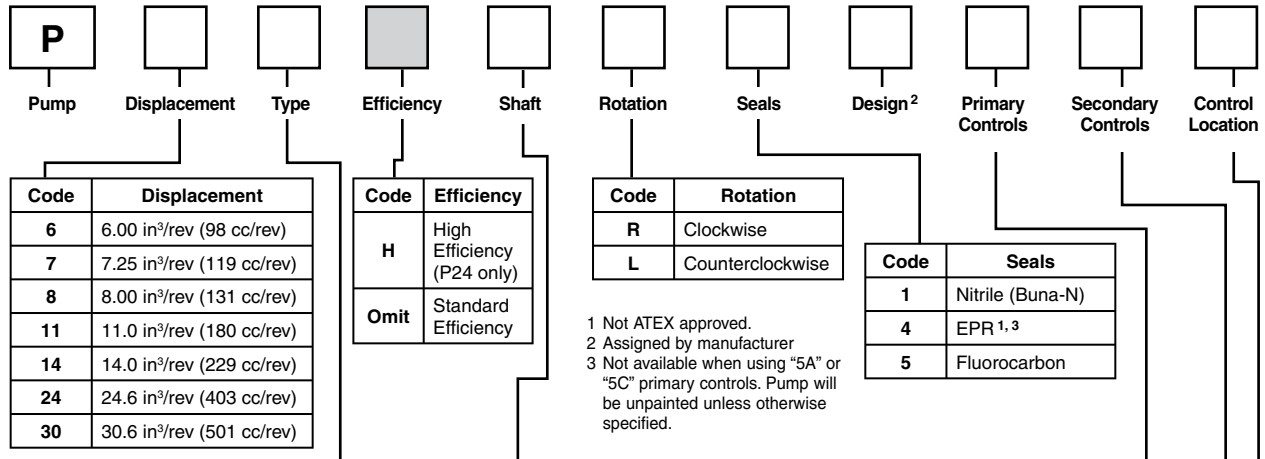 P
Pump Displacement Type Efficiency Shaft Rotation Seals Design 2 Primary Controls Secondary Controls Control Location
Code Displacement
6 6.00 in³/rev (98 cc/rev)
7 7.25 in³/rev (119 cc/rev)
8 8.00 in³/rev (131 cc/rev)
11 11.0 in³/rev (180 cc/rev)
14 14.0 in³/rev (229 cc/rev)
24 24.6 in³/rev (403 cc/rev)
30 30.6 in³/rev (501 cc/rev)
Code Efficiency
H High
Efficiency
(P24 only)
Omit Standard
Efficiency
Code Rotation
R Clockwise
L Counterclockwise
1 Not ATEX approved.
2 Assigned by manufacturer
3 Not available when using “5A” or
“5C” primary controls. Pump will
be unpainted unless otherwise
specified.
Code Seals
1 Nitrile (Buna-N)
4 EPR 1, 3
5 Fluorocarbon